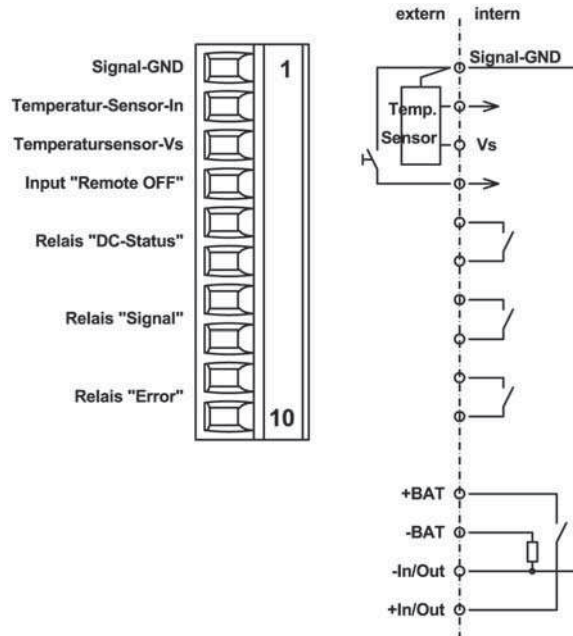 extern intern
Signal-GND
1
Temperatur-Sensor-In
Temperatursensor-Vs
Input "Remote OFF"
Relais "DC-Status"
Relais "Signal"
Relais "Error"
10
Signal-GND
Temp.
Sensor
Vs
+BAT
-BAT
-In/Out
+In/Out